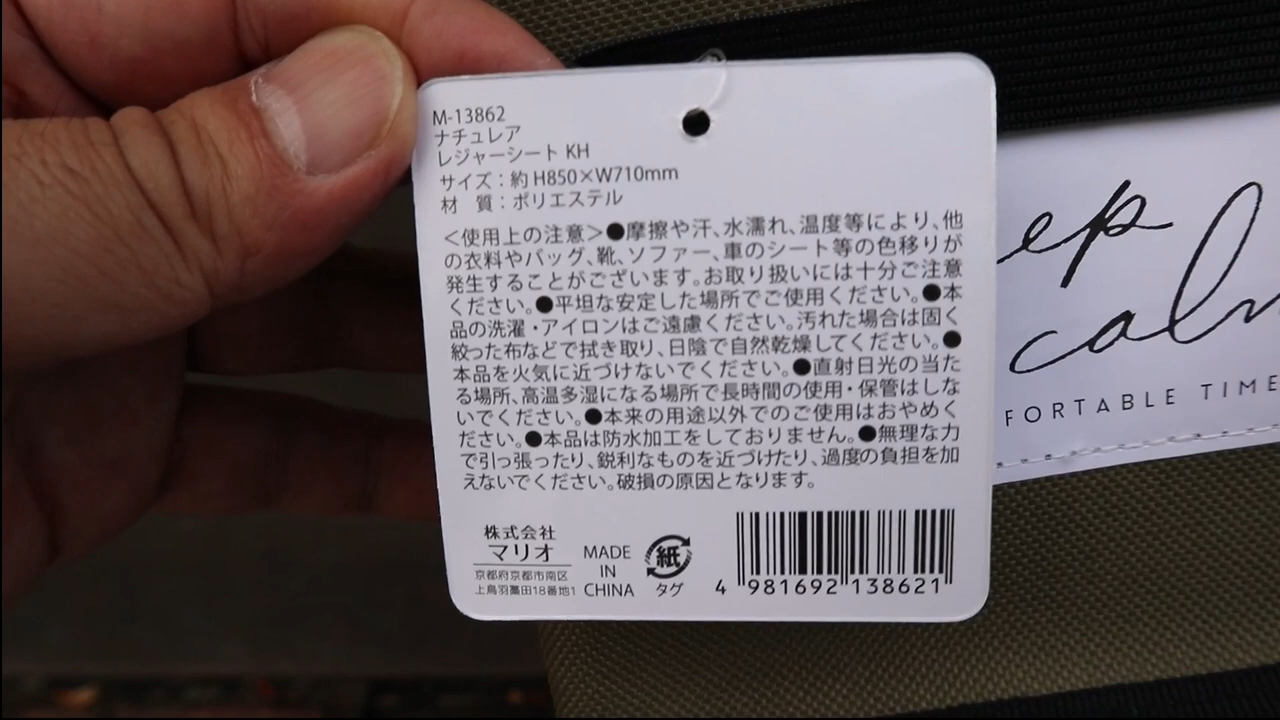 M-13862
ナチュレア
レジャーシート KH
サイズ：約 H850×W710mm
材　質：ポリエステル
＜使用上の注意＞●摩擦や汗、水濡れ、温度等により、他
の衣料やバッグ、靴、ソファー、車のシート等の色移りが
発生することがございます。お取り扱いには十分ご注意
ください。●平坦な安定した場所でご使用ください。●本
品の洗濯・アイロンはご遠慮ください。汚れた場合は固く
絞った布などで拭き取り、日陰で自然乾燥してください。●
本品を火気に近づけないでください。●直射日光の当た
る場所、高温多湿になる場所で長時間の使用・保管はしな
いでください。●本来の用途以外でのご使用はおやめく
ださい。●本品は防水加工をしておりません。●無理な力
で引っ張ったり、鋭利なものを近づけたり、過度の負担を加
えないでください。破損の原因となります。
株式会社
マリオ
京都府京都市南区
上鳥羽藁田18番地1
MADE
IN
CHINA
紙
タグ
4 981692 138621
ep
calm
FORTABLE TIME